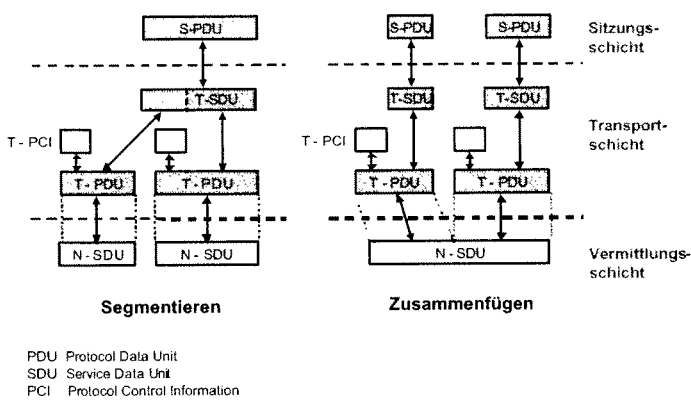 S-PDU
S-PDU
S-PDU
Sitzungs-
schicht
T-SDU
T-SDU
T-SDU
T - PCI
T - PCI
Transport-
schicht
T - PDU
T - PDU
T - PDU
T - PDU
N - SDU
N - SDU
N - SDU
Vermittlungs-
schicht
Segmentieren
Zusammenfügen
PDU Protocol Data Unit
SDU Service Data Unit
PCI Protocol Control Information